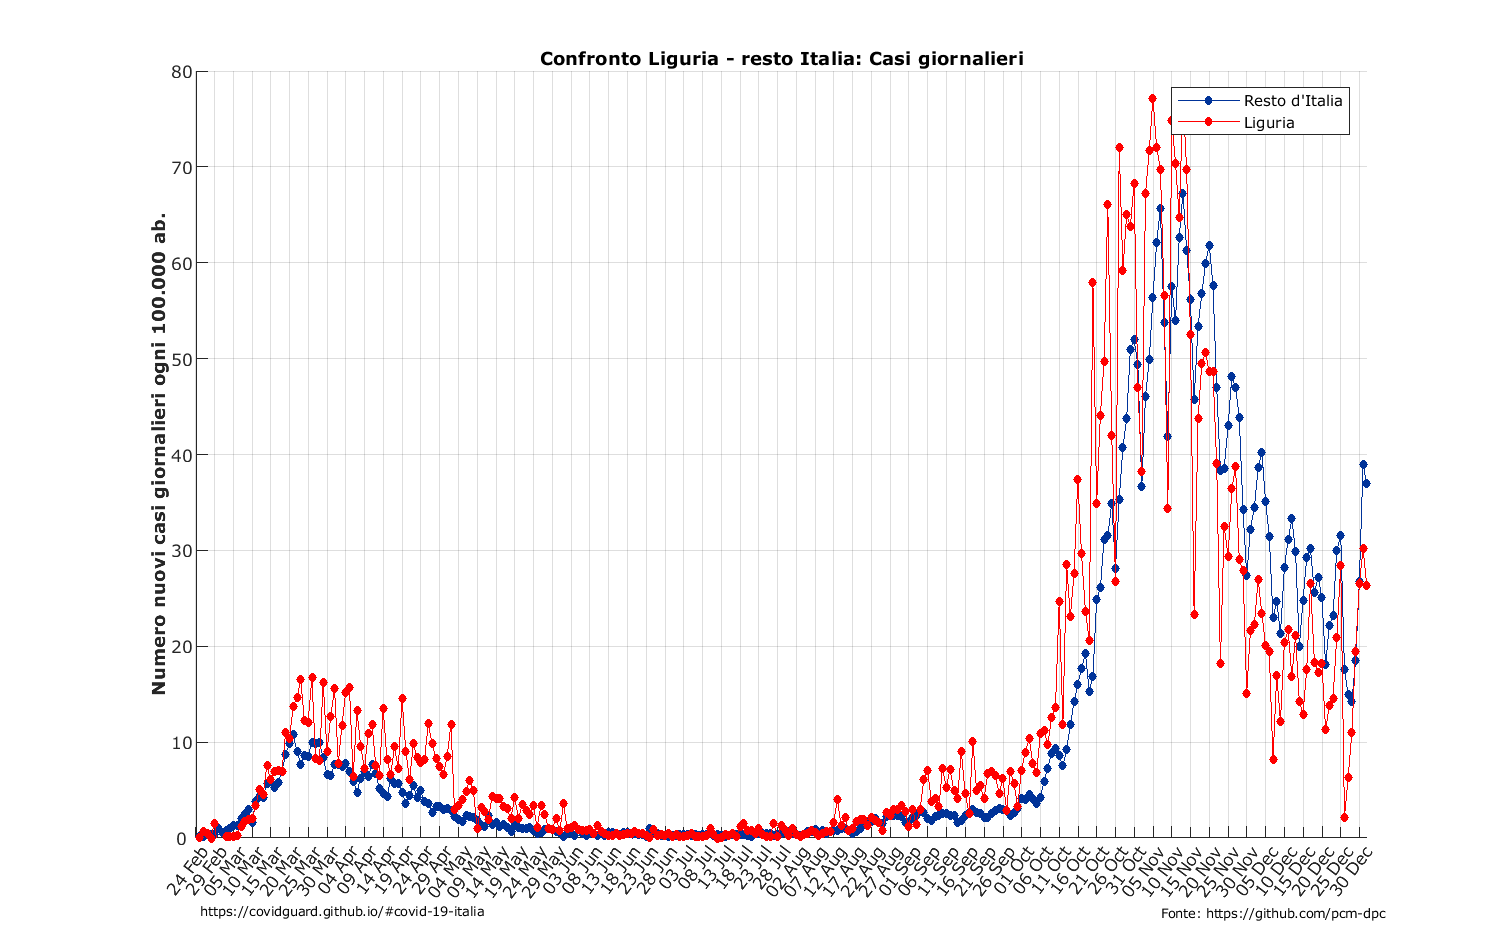 Confronto Liguria - resto Italia: Casi giornalieri
Numero nuovi casi giornalieri ogni 100.000 ab.
80
70
60
50
40
30
20
10
0
Resto d'Italia
Liguria
24 Feb
29 Feb
05 Mar
10 Mar
15 Mar
20 Mar
25 Mar
30 Mar
04 Apr
09 Apr
14 Apr
19 Apr
24 Apr
29 Apr
04 May
09 May
14 May
19 May
24 May
29 May
03 Jun
08 Jun
13 Jun
18 Jun
23 Jun
28 Jun
03 Jul
08 Jul
13 Jul
18 Jul
23 Jul
28 Jul
02 Aug
07 Aug
12 Aug
17 Aug
22 Aug
27 Aug
01 Sep
06 Sep
11 Sep
16 Sep
21 Sep
26 Sep
01 Oct
06 Oct
11 Oct
16 Oct
21 Oct
26 Oct
31 Oct
05 Nov
10 Nov
15 Nov
20 Nov
25 Nov
30 Nov
05 Dec
10 Dec
15 Dec
20 Dec
25 Dec
30 Dec
https://covidguard.github.io/#covid-19-italia
Fonte: https://github.com/pcm-dpc